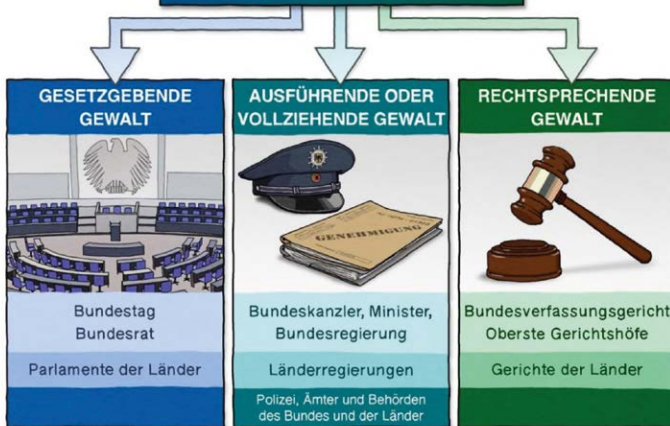 GESETZGEBENDE
GEWALT
Bundestag
Bundesrat
Parlamente der Länder
AUSFÜHRENDE ODER
VOLLZIEHENDE GEWALT
GENEHMIGUNG
Bundeskanzler, Minister,
Bundesregierung
Länderregierungen
Polizei, Ämter und Behörden
des Bundes und der Länder
RECHTSPRECHENDE
GEWALT
Bundesverfassungsgericht
Oberste Gerichtshöfe
Gerichte der Länder